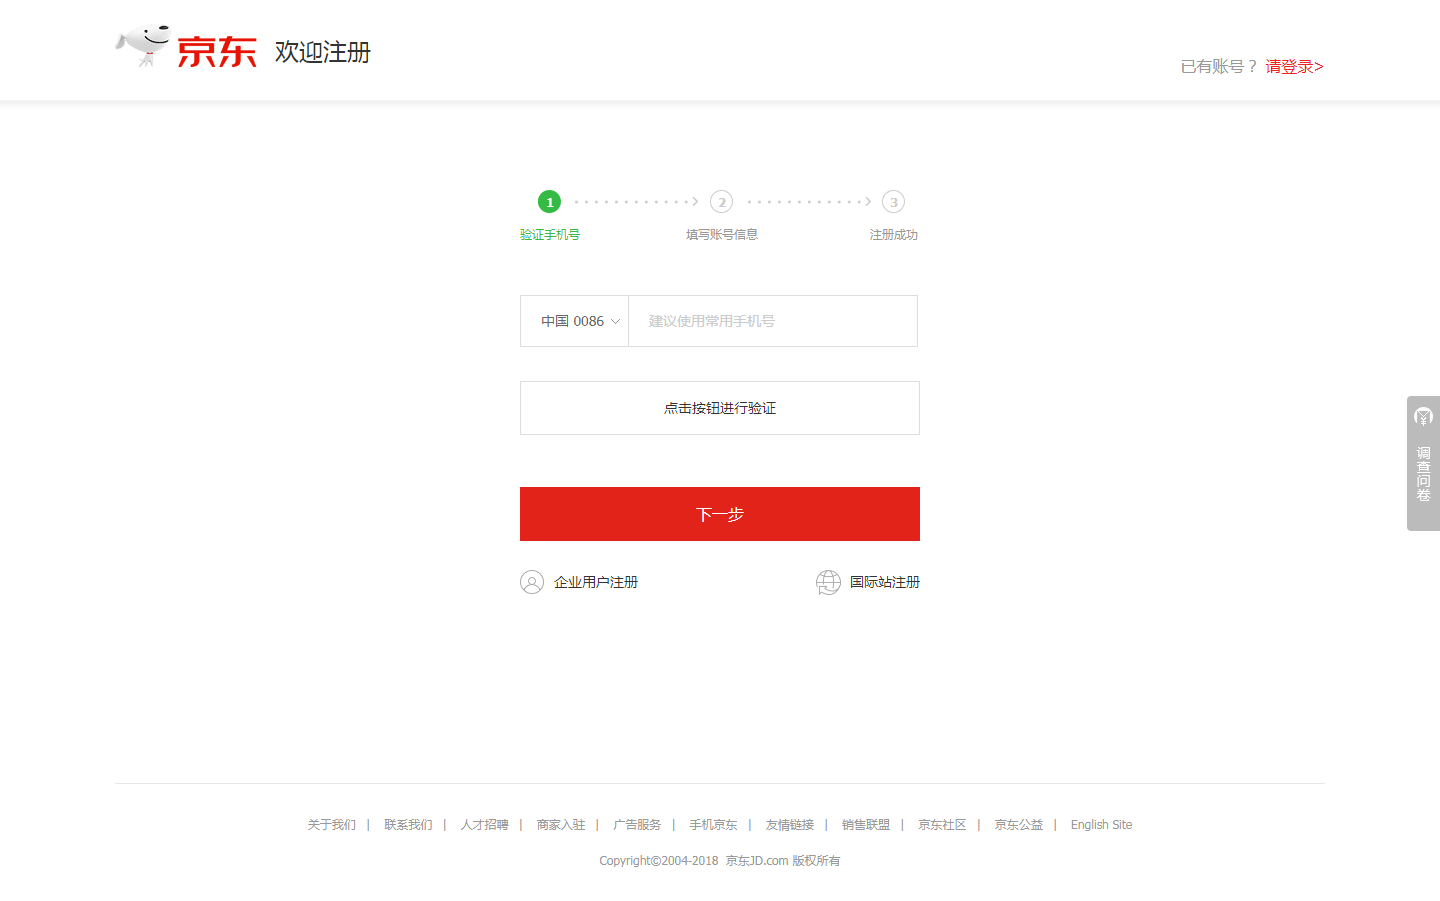 京东 欢迎注册
已有账号？ 请登录>
1 2 3
验证手机号 填写账号信息 注册成功
中国 0086 建议使用常用手机号
点击按钮进行验证
调查问卷
下一步
企业用户注册 国际站注册
关于我们 | 联系我们 | 人才招聘 | 商家入驻 | 广告服务 | 手机京东 | 友情链接 | 销售联盟 | 京东社区 | 京东公益 | English Site
Copyright©2004-2018 京东JD.com 版权所有